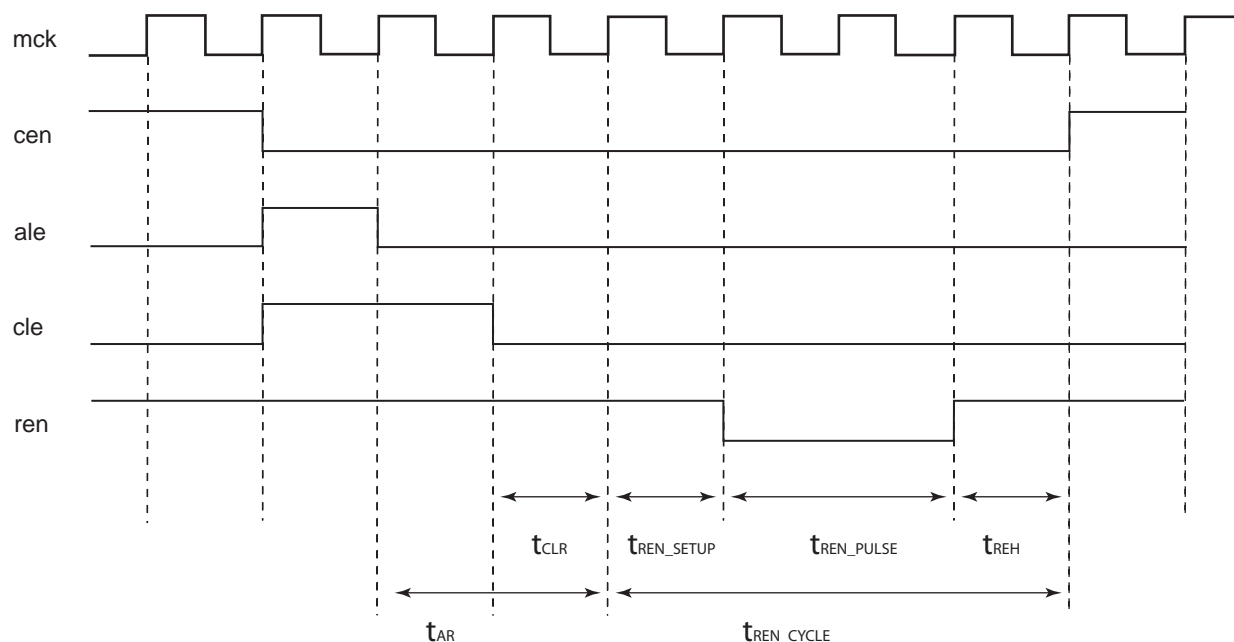 mck
cen
ale
cle
ren
tCLR
tREN_SETUP
tREN_PULSE
tREH
tAR
tREN_CYCLE